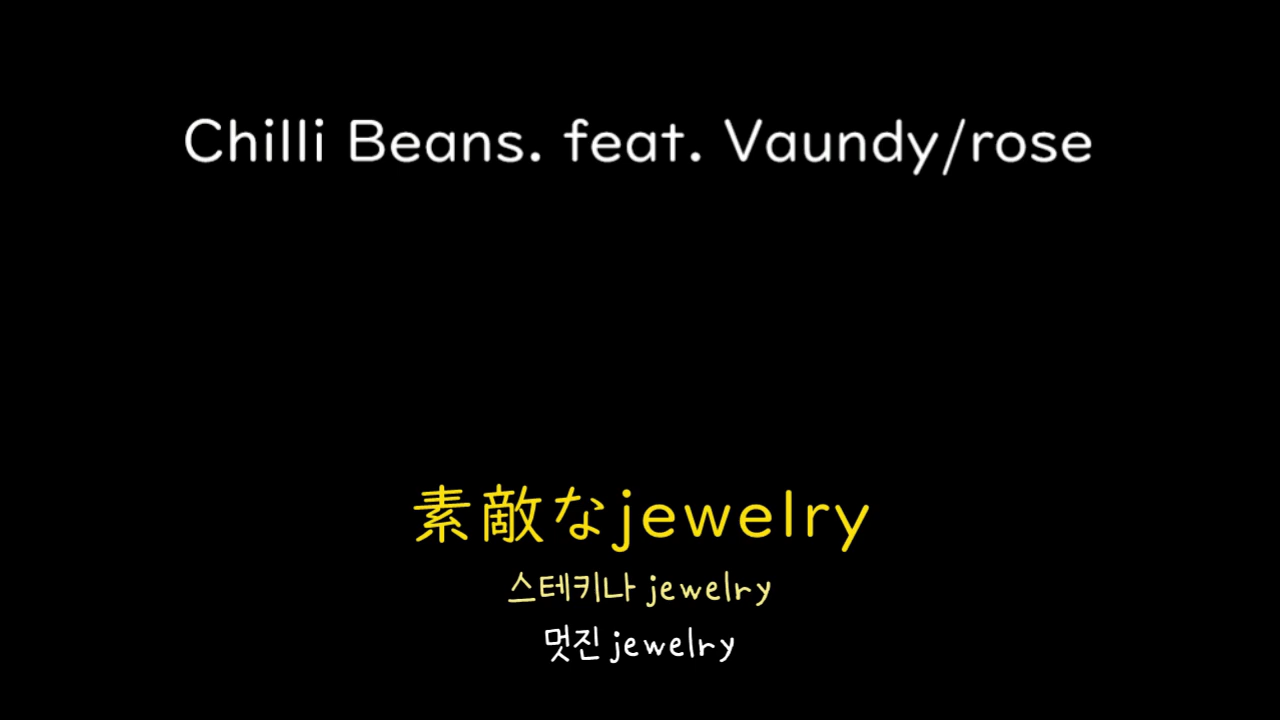 Chilli Beans. feat. Vaundy/rose
素敵なjewelry
스테키나 jewelry
멋진 jewelry